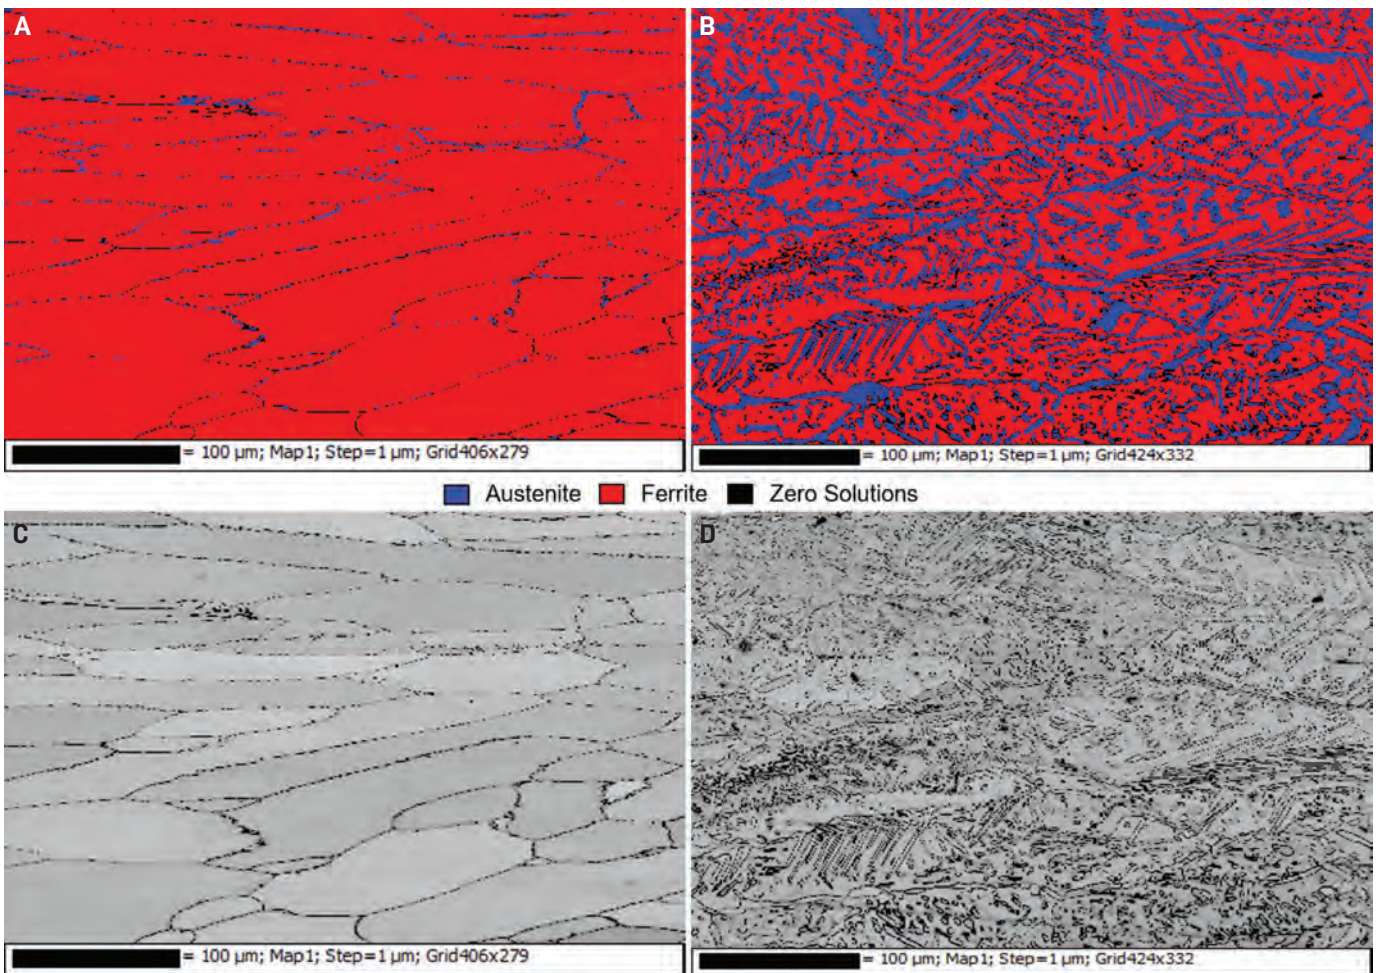 A
B
= 100 µm; Map1; Step=1 µm; Grid406x279
= 100 µm; Map1; Step=1 µm; Grid424x332
Austenite Ferrite Zero Solutions
C
D
= 100 µm; Map1; Step=1 µm; Grid406x279
= 100 µm; Map1; Step=1 µm; Grid424x332